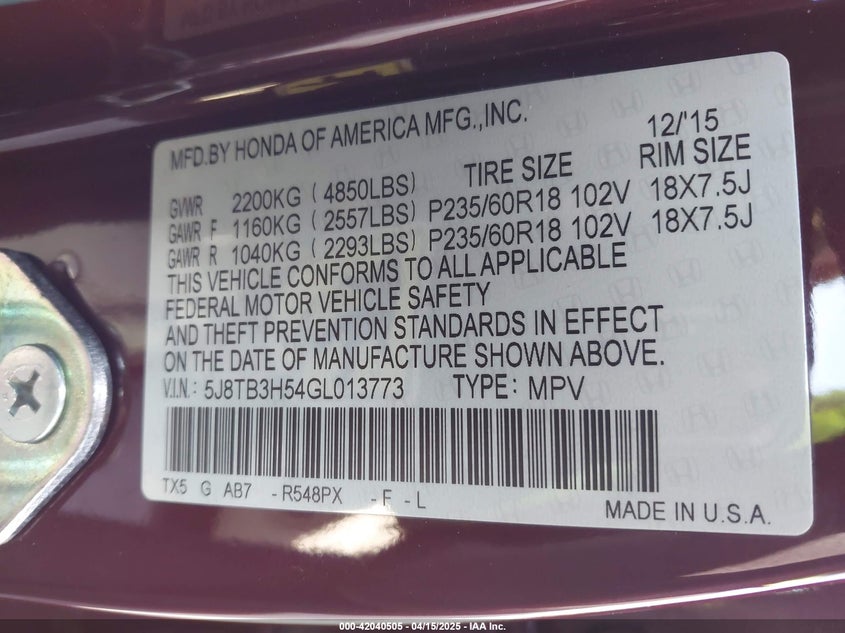 MFD.BY HONDA OF AMERICA MFG.,INC. 12/'15
TIRE SIZE RIM SIZE
GVWR 2200KG ( 4850LBS)
GAWR F 1160KG ( 2557LBS) P235/60R18 102V 18X7.5J
GAWR R 1040KG ( 2293LBS) P235/60R18 102V 18X7.5J
THIS VEHICLE CONFORMS TO ALL APPLICABLE
FEDERAL MOTOR VEHICLE SAFETY
AND THEFT PREVENTION STANDARDS IN EFFECT
ON THE DATE OF MANUFACTURE SHOWN ABOVE.
V.I.N: 5J8TB3H54GL013773 TYPE: MPV
TX5 G AB7 -R548PX -F -L
MADE IN U.S.A.
000-42040505 - 04/15/2025 - IAA Inc.